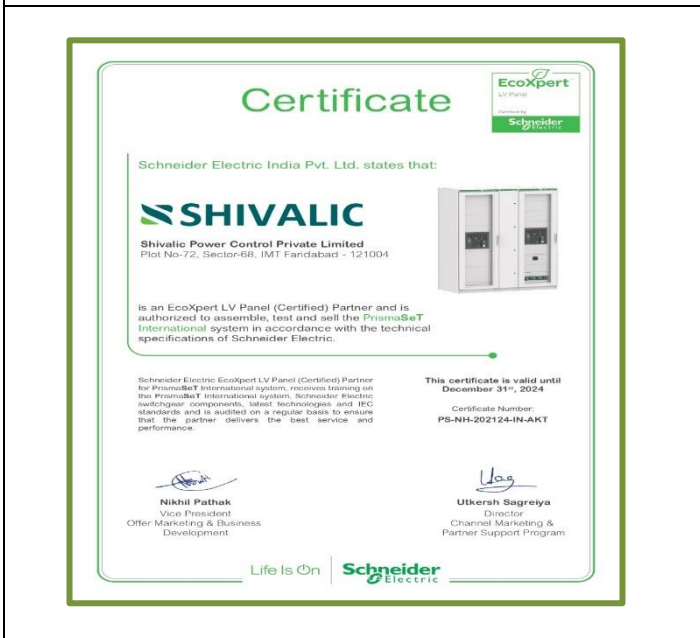 Certificate
EcoXpert
LV Panel
Certified by
Schneider
Electric
Schneider Electric India Pvt. Ltd. states that:
SHIVALIC
Shivalic Power Control Private Limited
Plot No-72, Sector-68, IMT Faridabad - 121004
is an EcoXpert LV Panel (Certified) Partner and is
authorized to assemble, test and sell the PrismaSeT
International system in accordance with the technical
specifications of Schneider Electric.
Schneider Electric EcoXpert LV Panel (Certified) Partner
for PrismaSeT International system, receives training on
the PrismaSeT International system, Schneider Electric
switchgear components, latest technologies and IEC
standards and is audited on a regular basis to ensure
that the partner delivers the best service and
performance.
This certificate is valid until
December 31st, 2024
Certificate Number:
PS-NH-202124-IN-AKT
Nikhil Pathak
Vice President
Offer Marketing & Business
Development
Utkersh Sagreiya
Director
Channel Marketing &
Partner Support Program
Life Is On
Schneider
Electric